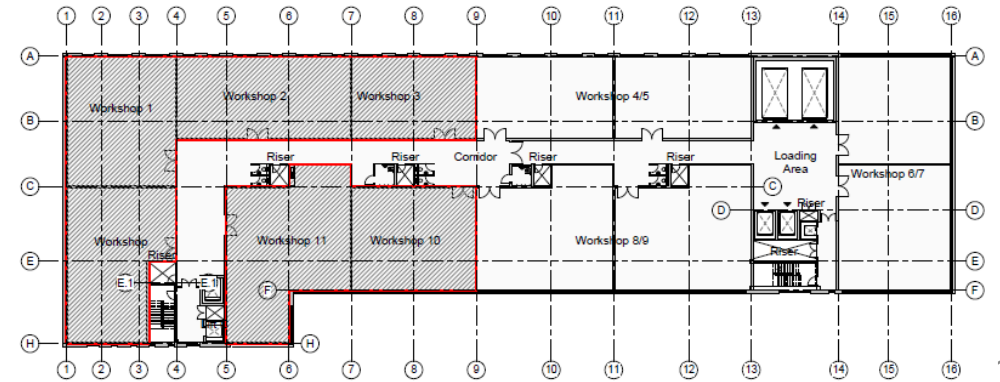 1 2 3 4 5 6 7 9 10 11 12 13 14 15 16
A A
Workshop 1 Workshop 2 Workshop 3 Workshop 4/5
B B
Riser Riser Corridor Riser Riser Loading
Area
Workshop 6/7
C C
D Riser D
Workshop Workshop 11 Workshop 10 Workshop 8/9
Riser Riser
E E
E.1 E.1
F F
H H
1 2 3 4 5 6 7 9 10 11 12 13 14 15 16